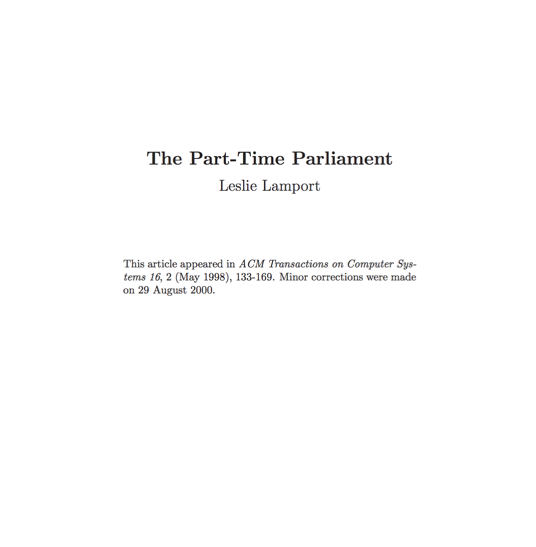 The Part-Time Parliament
Leslie Lamport
This article appeared in ACM Transactions on Computer Sys-
tems 16, 2 (May 1998), 133-169. Minor corrections were made
on 29 August 2000.